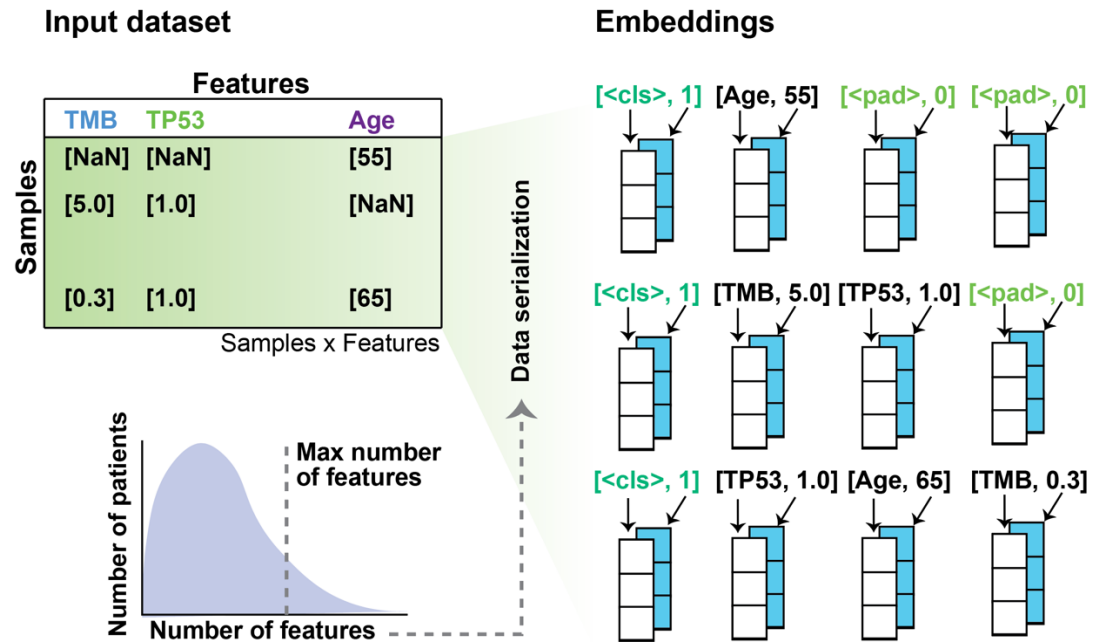 Input dataset
Features
TMB TP53 Age
[NaN] [NaN] [55]
[5.0] [1.0] [NaN]
[0.3] [1.0] [65]
Samples
Samples x Features
Number of patients
Max number
of features
Number of features
Data serialization
Embeddings
[<cls>, 1] [Age, 55] [<pad>, 0] [<pad>, 0]
[<cls>, 1] [TMB, 5.0] [TP53, 1.0] [<pad>, 0]
[<cls>, 1] [TP53, 1.0] [Age, 65] [TMB, 0.3]